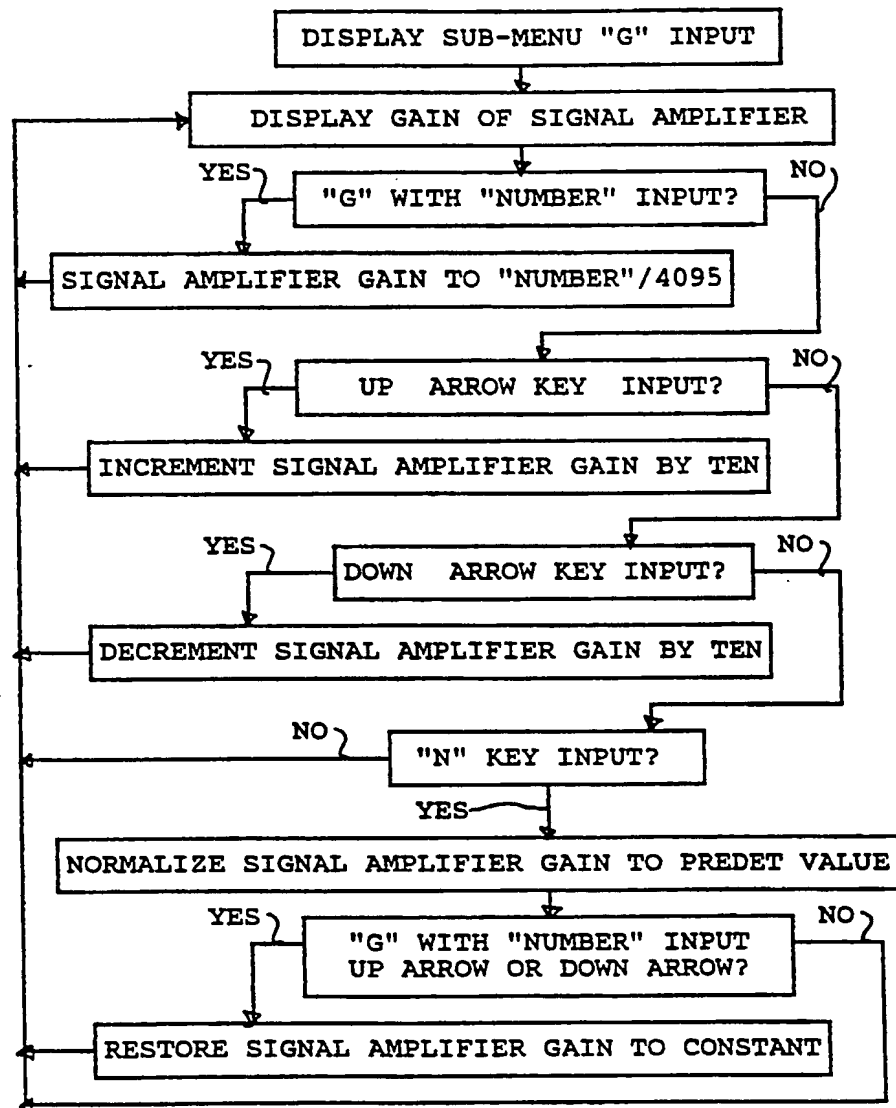 DISPLAY SUB-MENU "G" INPUT
DISPLAY GAIN OF SIGNAL AMPLIFIER
YES
NO
"G" WITH "NUMBER" INPUT?
SIGNAL AMPLIFIER GAIN TO "NUMBER"/4095
YES
NO
UP ARROW KEY INPUT?
INCREMENT SIGNAL AMPLIFIER GAIN BY TEN
YES
NO
DOWN ARROW KEY INPUT?
DECREMENT SIGNAL AMPLIFIER GAIN BY TEN
NO
"N" KEY INPUT?
YES
NORMALIZE SIGNAL AMPLIFIER GAIN TO PREDET VALUE
YES
NO
"G" WITH "NUMBER" INPUT
UP ARROW OR DOWN ARROW?
RESTORE SIGNAL AMPLIFIER GAIN TO CONSTANT